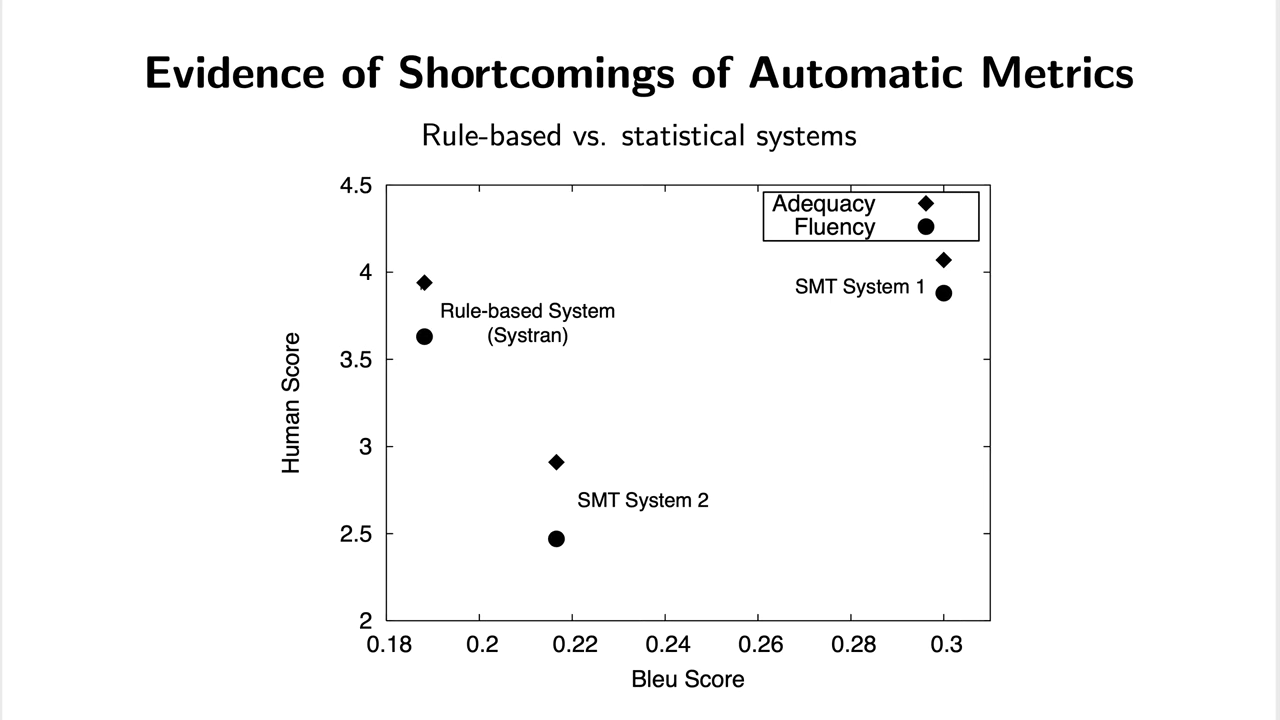 Evidence of Shortcomings of Automatic Metrics
Rule-based vs. statistical systems
4.5
Adequacy
Fluency
4
SMT System 1
Rule-based System
(Systran)
3.5
Human Score
3
SMT System 2
2.5
2
0.18 0.2 0.22 0.24 0.26 0.28 0.3
Bleu Score